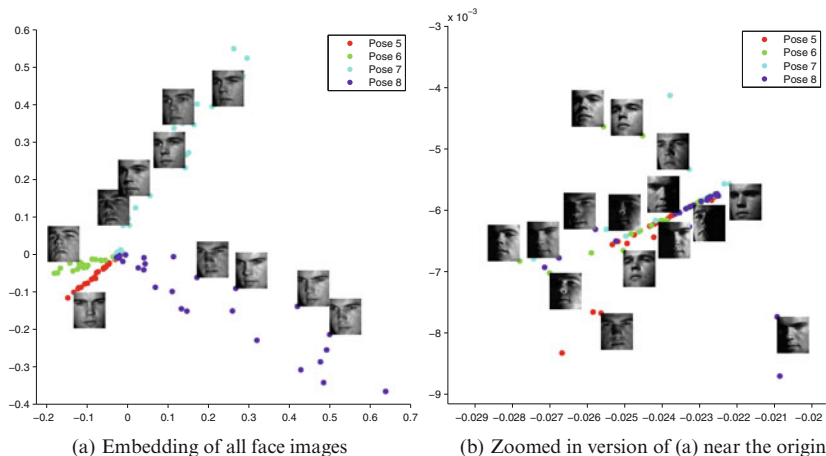 0.6
0.5
0.4
0.3
0.2
0.1
0
−0.1
−0.2
−0.3
−0.4
−0.2 −0.1 0 0.1 0.2 0.3 0.4 0.5 0.6 0.7
Pose 5
Pose 6
Pose 7
Pose 8
(a) Embedding of all face images
x 10⁻³
−3
−4
−5
−6
−7
−8
−9
−0.029 −0.028 −0.027 −0.026 −0.025 −0.024 −0.023 −0.022 −0.021 −0.02
Pose 5
Pose 6
Pose 7
Pose 8
(b) Zoomed in version of (a) near the origin